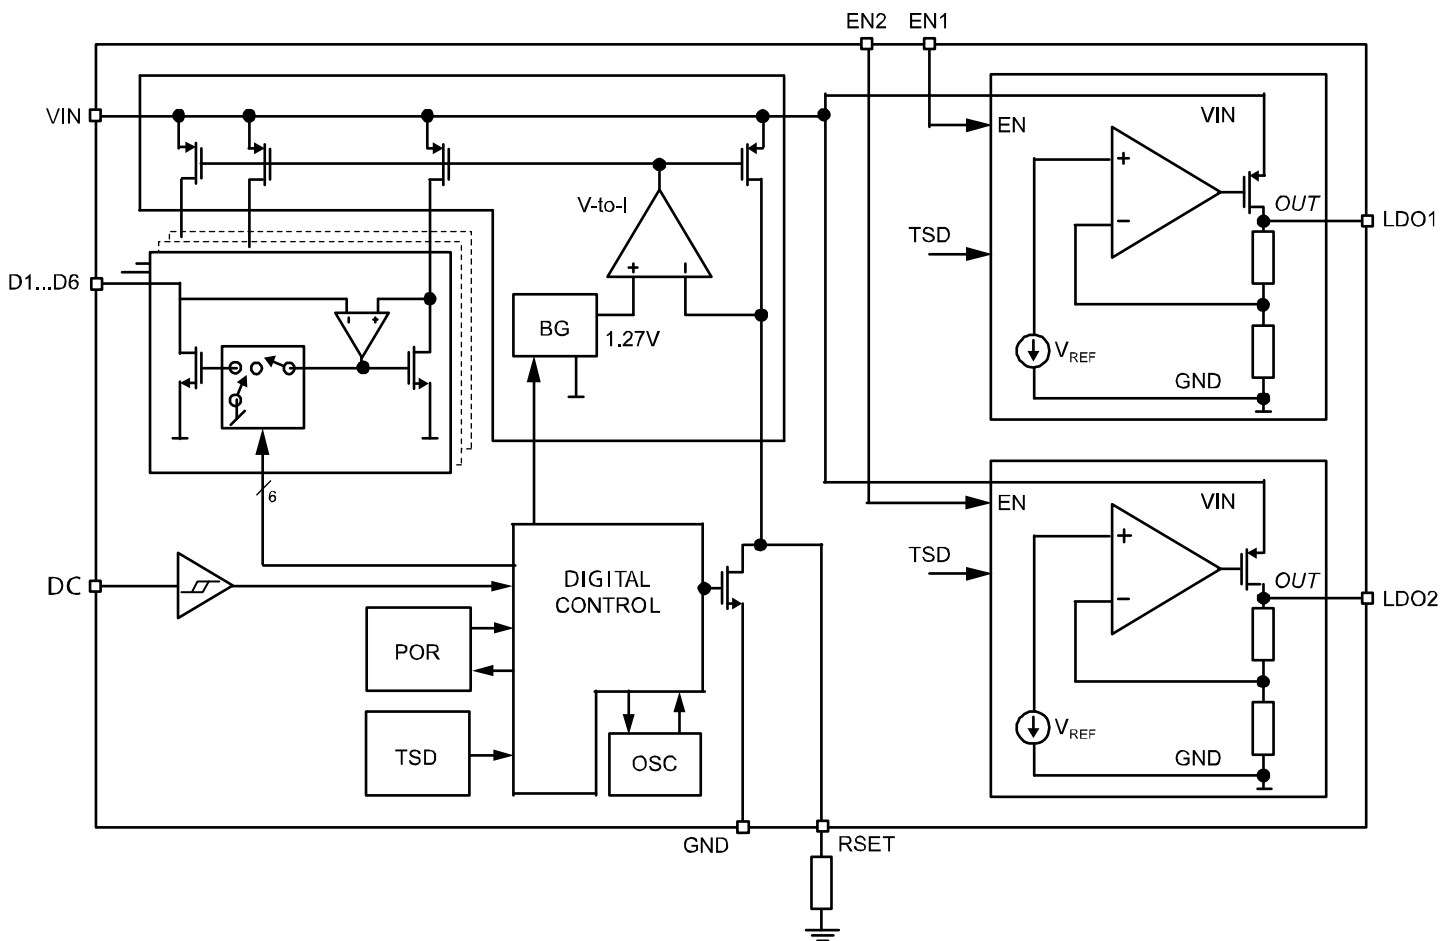 EN2 EN1
VIN
V-to-I
D1...D6
+ −
BG
1.27V
− +
6
DC
DIGITAL
CONTROL
POR
TSD
OSC
GND
RSET
EN
VIN
+
−
OUT
LDO1
TSD
VREF
GND
EN
VIN
+
−
OUT
LDO2
TSD
VREF
GND